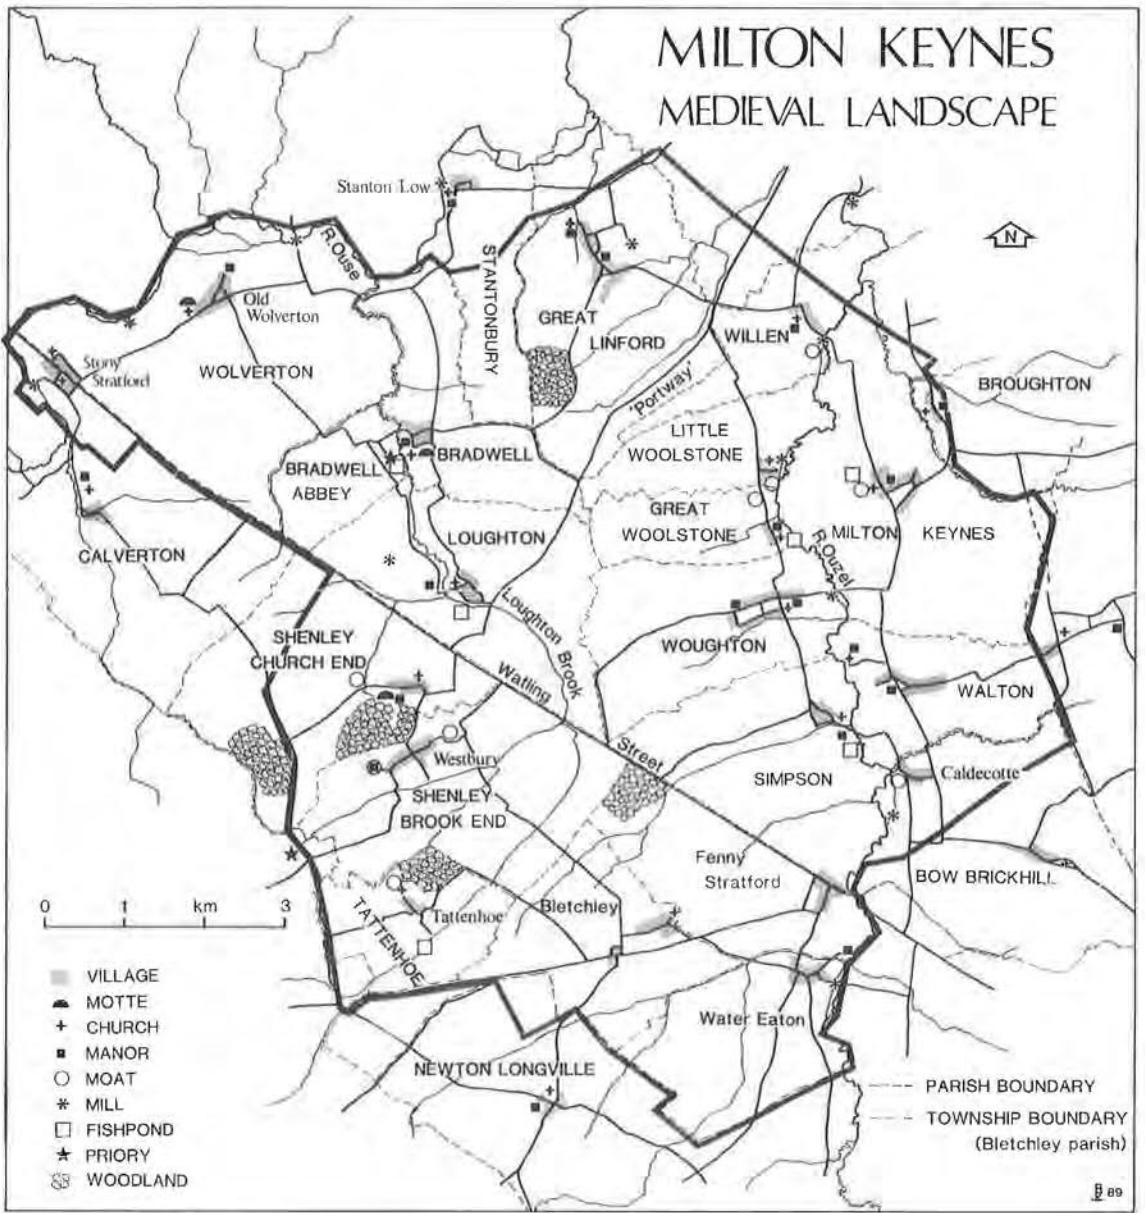 MILTON KEYNES
MEDIEVAL LANDSCAPE
N
Stanton Low
R.Ouse
STANTONBURY
Old
Wolverton
GREAT
LINFORD
WILLEN
Stony
Stratford
WOLVERTON
'Portway'
BROUGHTON
LITTLE
WOOLSTONE
BRADWELL
BRADWELL
ABBEY
GREAT
WOOLSTONE
MILTON
KEYNES
CALVERTON
LOUGHTON
R.Ouzel
Loughton Brook
SHENLEY
CHURCH END
WOUGHTON
Watling
Street
WALTON
Westbury
SIMPSON
Caldecotte
SHENLEY
BROOK END
Fenny
Stratford
BOW BRICKHILL
0 1 km 3
TATTENHOE
Tattenhoe
Bletchley
Water Eaton
NEWTON LONGVILLE
VILLAGE
MOTTE
CHURCH
MANOR
MOAT
MILL
FISHPOND
PRIORY
WOODLAND
PARISH BOUNDARY
TOWNSHIP BOUNDARY
(Bletchley parish)
89